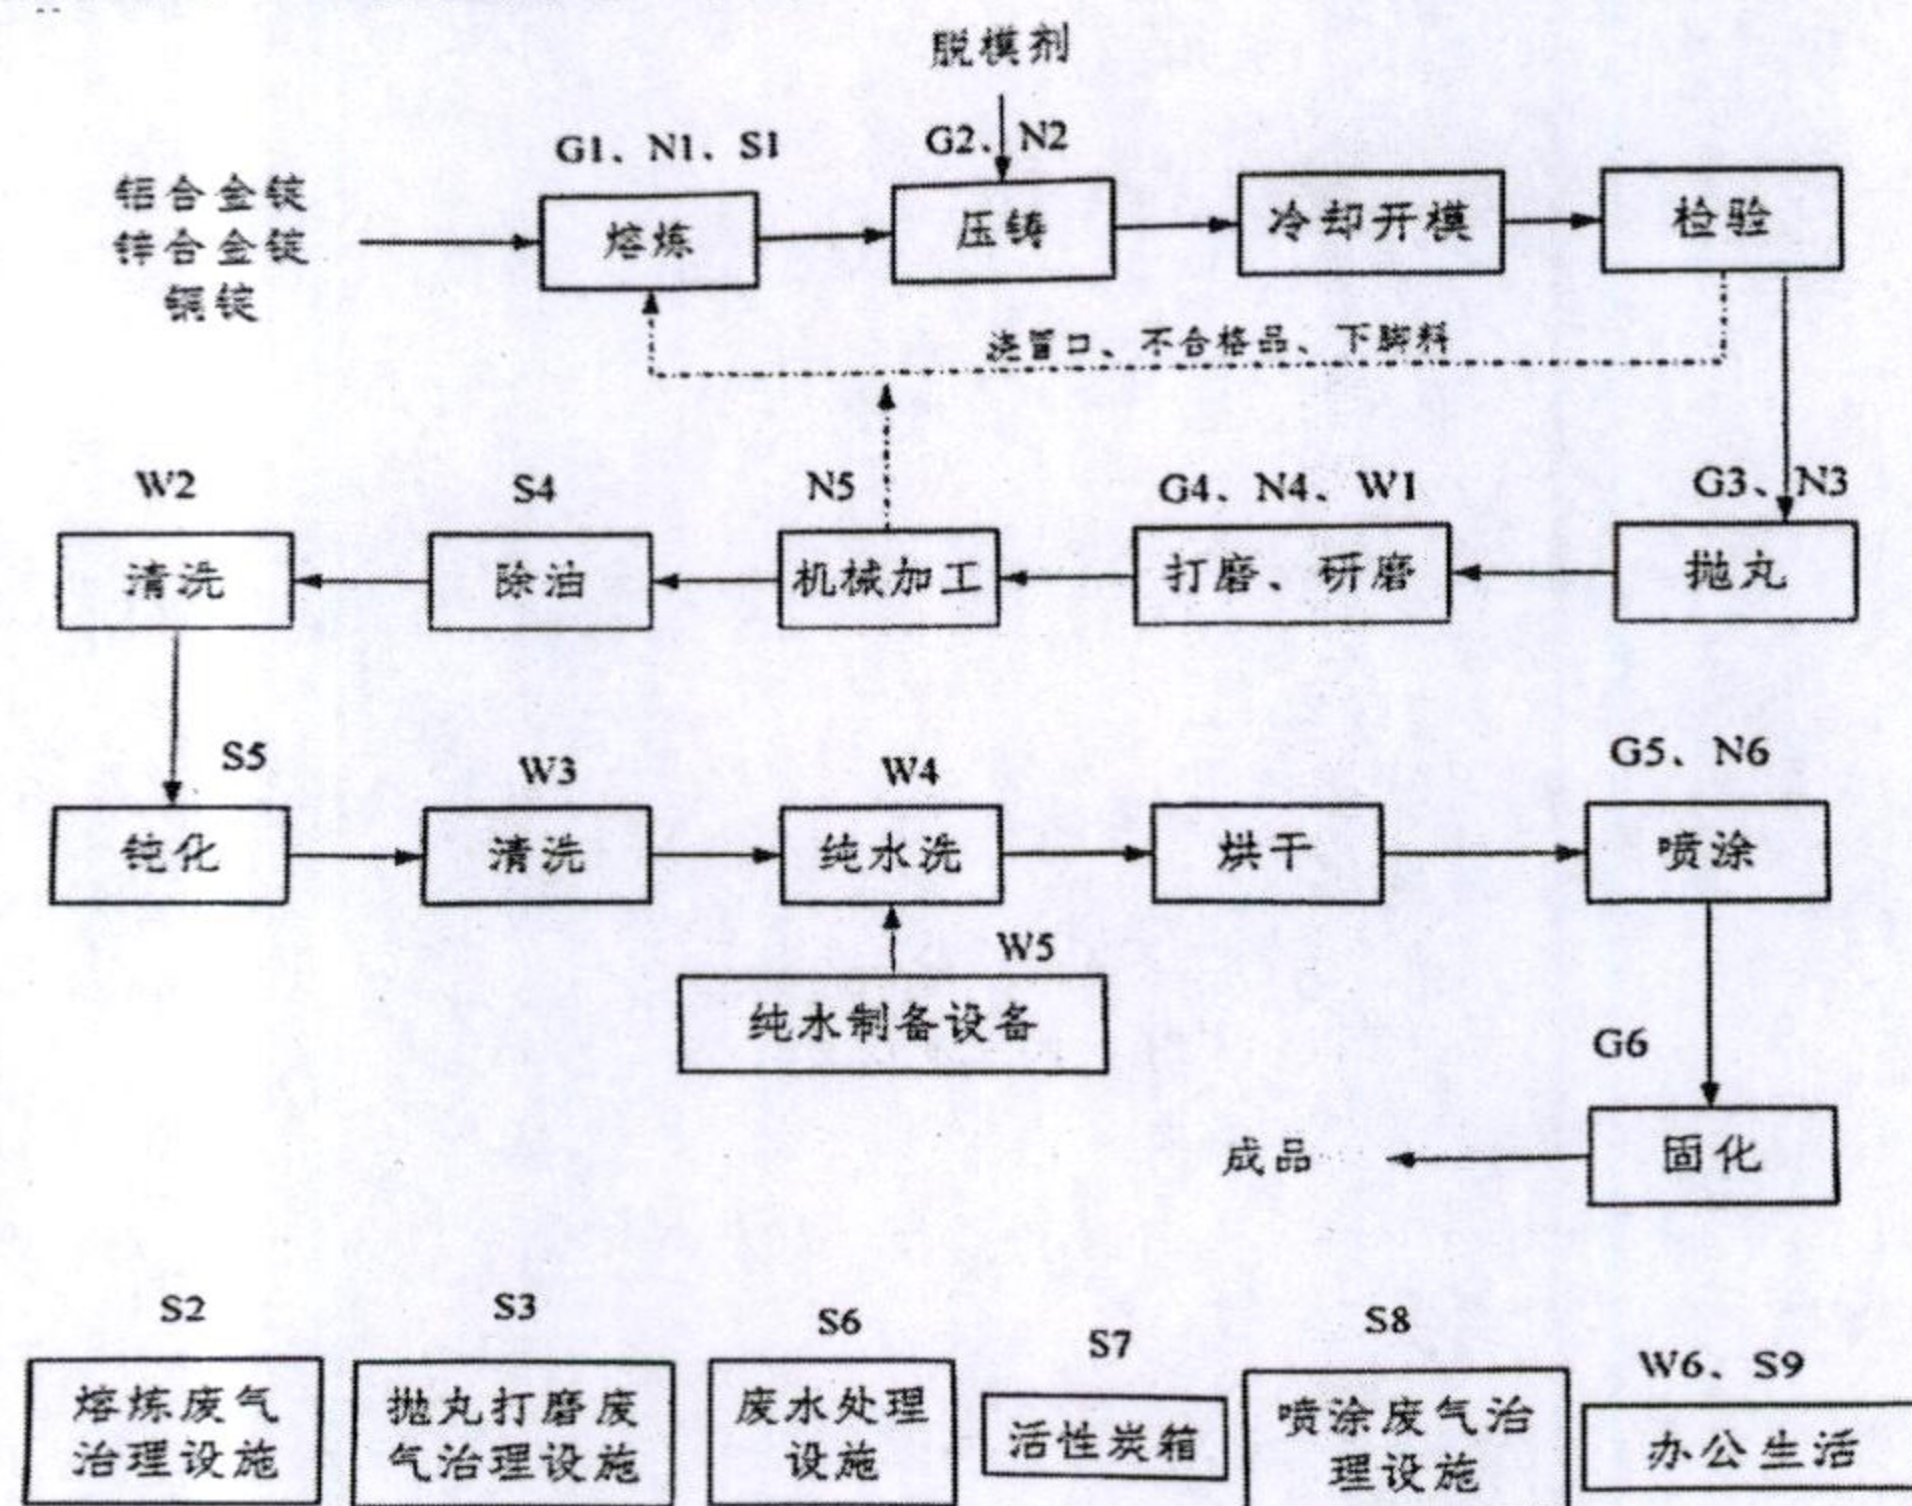 脱模剂
G1、N1、S1
G2、N2
铝合金锭
锌合金锭
镉锭
熔炼
压铸
冷却开模
检验
浇冒口、不合格品、下脚料
W2
S4
N5
G4、N4、W1
G3、N3
清洗
除油
机械加工
打磨、研磨
抛丸
S5
W3
W4
G5、N6
钝化
清洗
纯水洗
烘干
喷涂
W5
纯水制备设备
G6
成品
固化
S2
S3
S6
S7
S8
W6、S9
熔炼废气
治理设施
抛丸打磨废
气治理设施
废水处理
设施
活性炭箱
喷涂废气治
理设施
办公生活